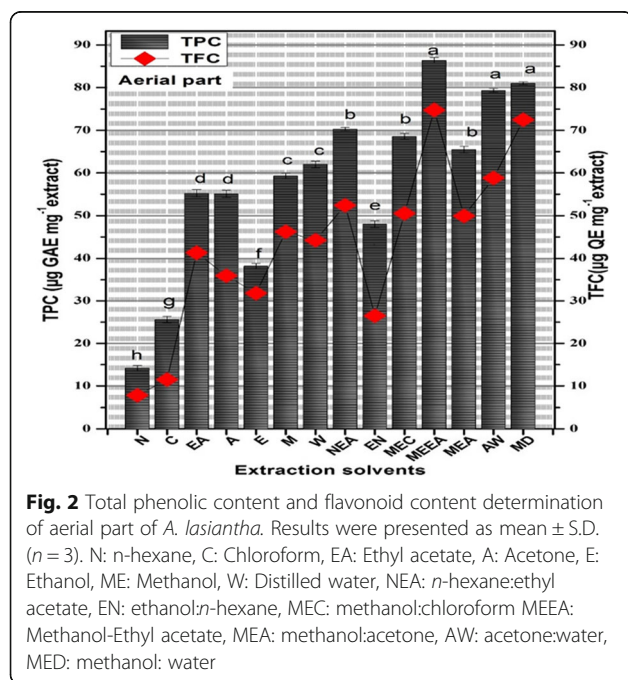 TPC
TFC
Aerial part
TPC (µg GAE mg⁻¹ extract)
90
80
70
60
50
40
30
20
10
0
h
g
d
d
f
c
c
b
e
b
a
b
a
a
90
80
70
60
50
40
30
20
10
0
TFC(µg QE mg⁻¹ extract)
N
C
EA
A
E
M
W
NEA
EN
MEC
MEEA
MEA
AW
MD
Extraction solvents
Fig. 2 Total phenolic content and flavonoid content determination
of aerial part of A. lasiantha. Results were presented as mean ± S.D.
(n = 3). N: n-hexane, C: Chloroform, EA: Ethyl acetate, A: Acetone, E:
Ethanol, ME: Methanol, W: Distilled water, NEA: n-hexane:ethyl
acetate, EN: ethanol:n-hexane, MEC: methanol:chloroform MEEA:
Methanol-Ethyl acetate, MEA: methanol:acetone, AW: acetone:water,
MED: methanol: water